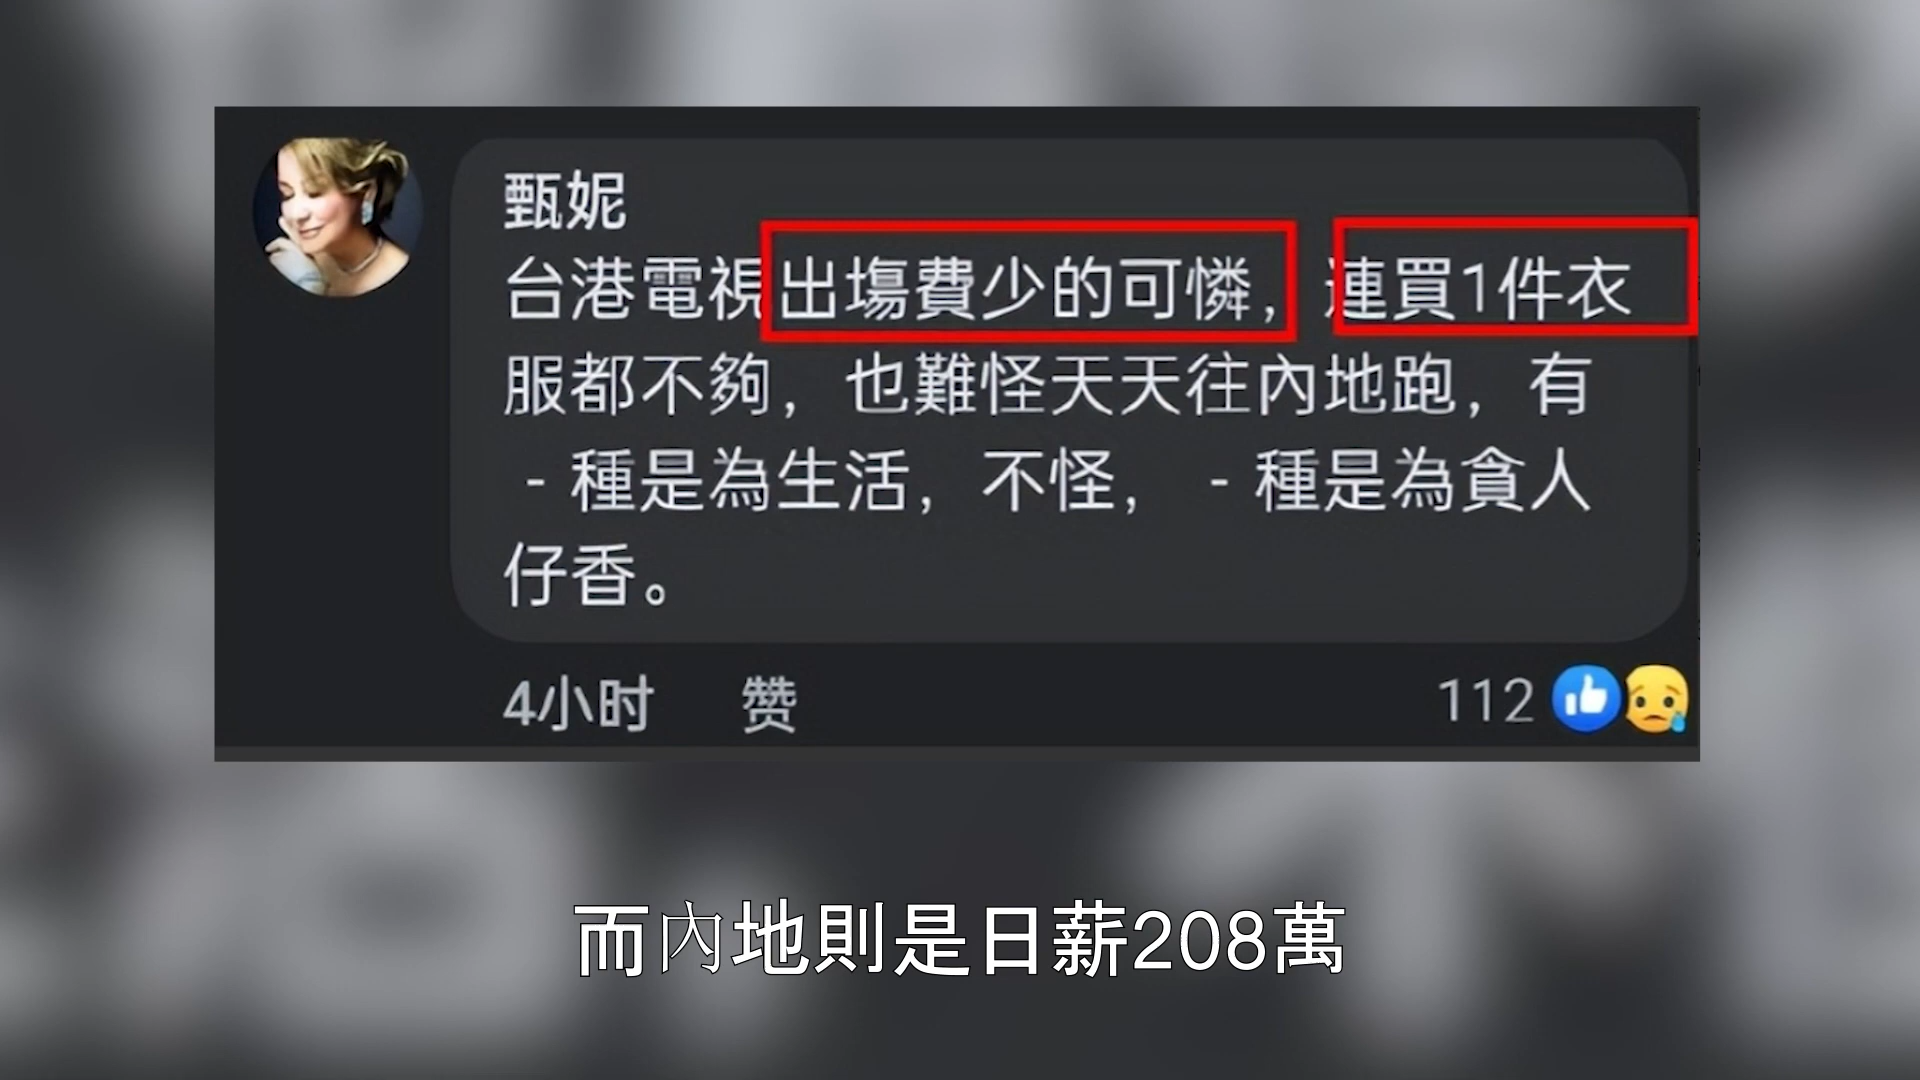 甄妮
台港電視出塲費少的可憐，連買1件衣
服都不夠，也難怪天天往內地跑，有
-種是為生活，不怪，-種是為貪人
仔香。
4小时 赞 112
而內地則是日薪208萬